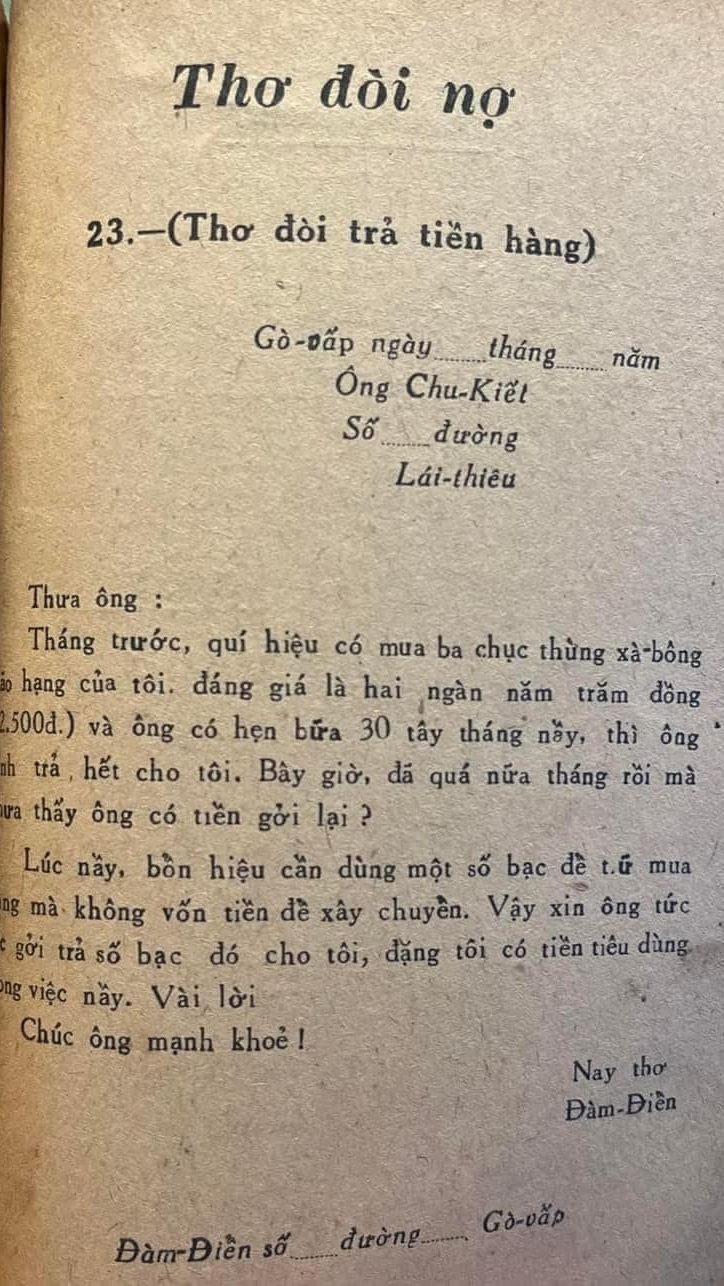 Thơ đòi nợ
23.—(Thơ đòi trả tiền hàng)
Gò-vấp ngày........tháng........năm
Ông Chu-Kiết
Số........đường
Lái-thiêu
Thưa ông :
Tháng trước, quí hiệu có mua ba chục thừng xà-bông
hạng của tôi. đáng giá là hai ngàn năm trăm đồng
2.500đ.) và ông có hẹn bữa 30 tây tháng nầy, thì ông
trả hết cho tôi. Bây giờ, đã quá nữa tháng rồi mà
thấy ông có tiền gởi lại ?
Lúc nầy, bồn hiệu cần dùng một số bạc đề mua
mà không vốn tiền đề xây chuyền. Vậy xin ông tức
gởi trả số bạc đó cho tôi, đặng tôi có tiền tiêu dùng
việc nầy. Vài lời
Chúc ông mạnh khoẻ !
Nay thơ
Đàm-Điền
Đàm-Điền số........đường........ Gò-vấp